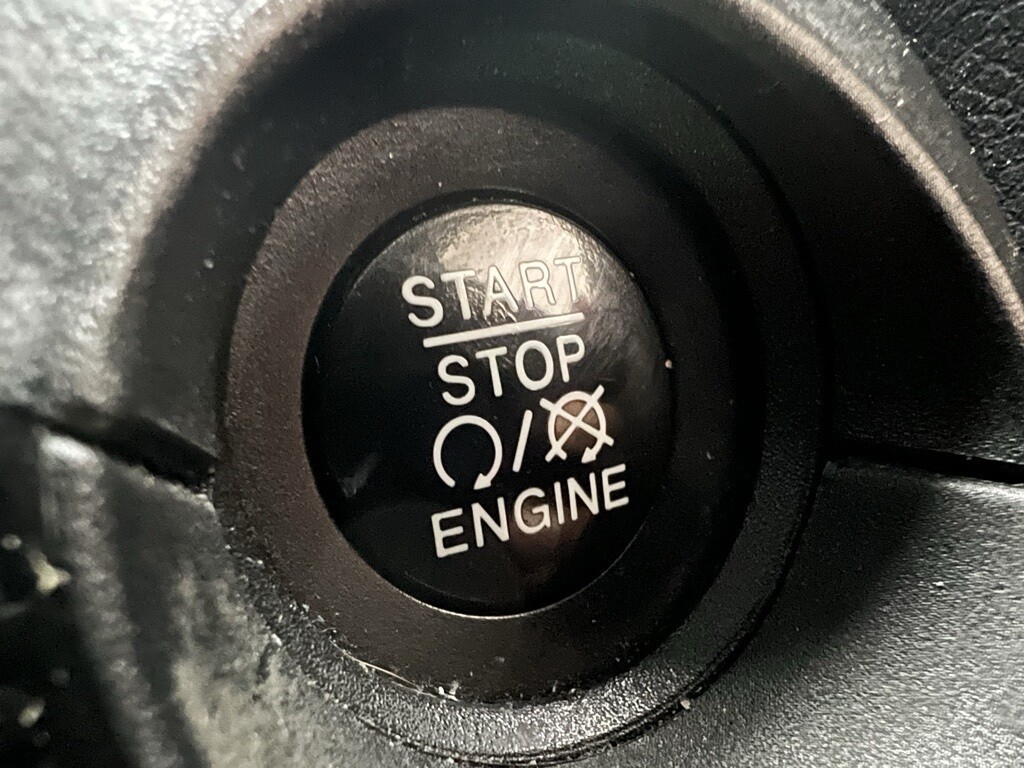 START
STOP
/
ENGINE